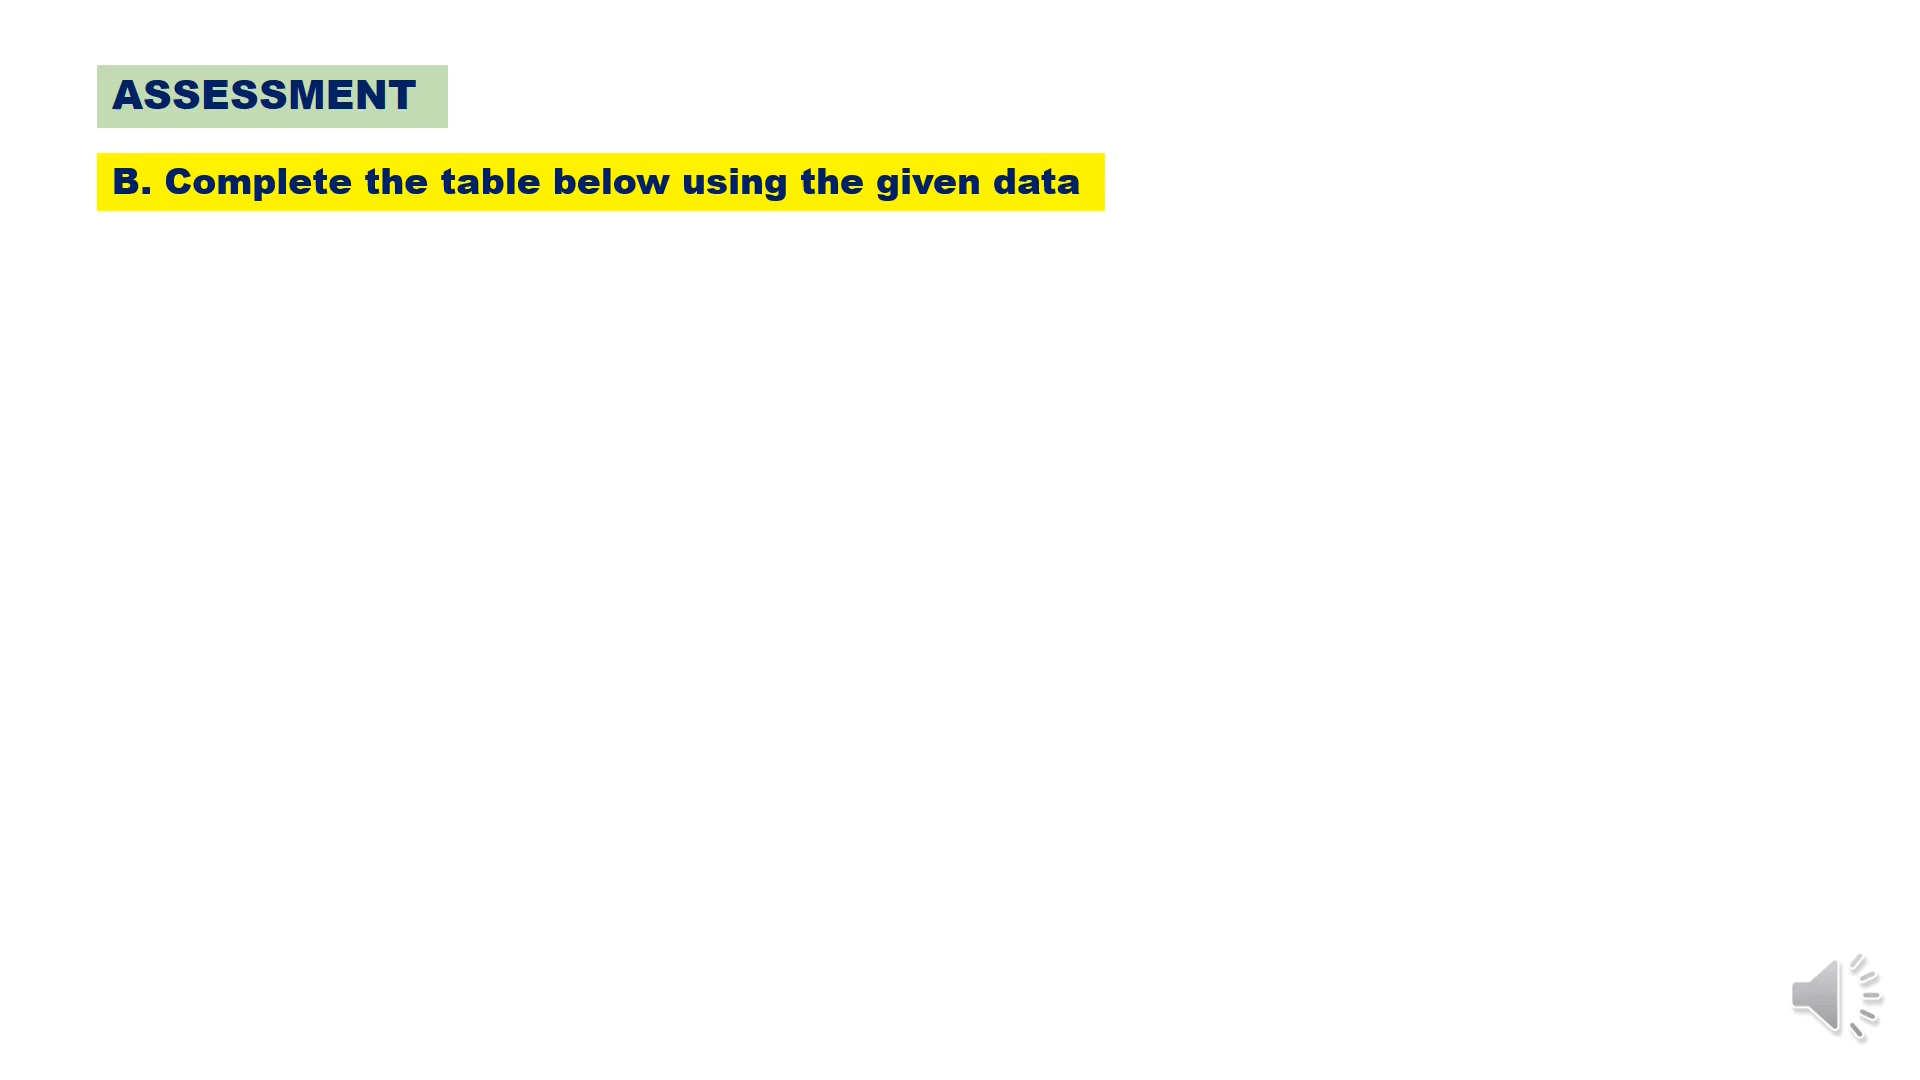 ASSESSMENT
B. Complete the table below using the given data